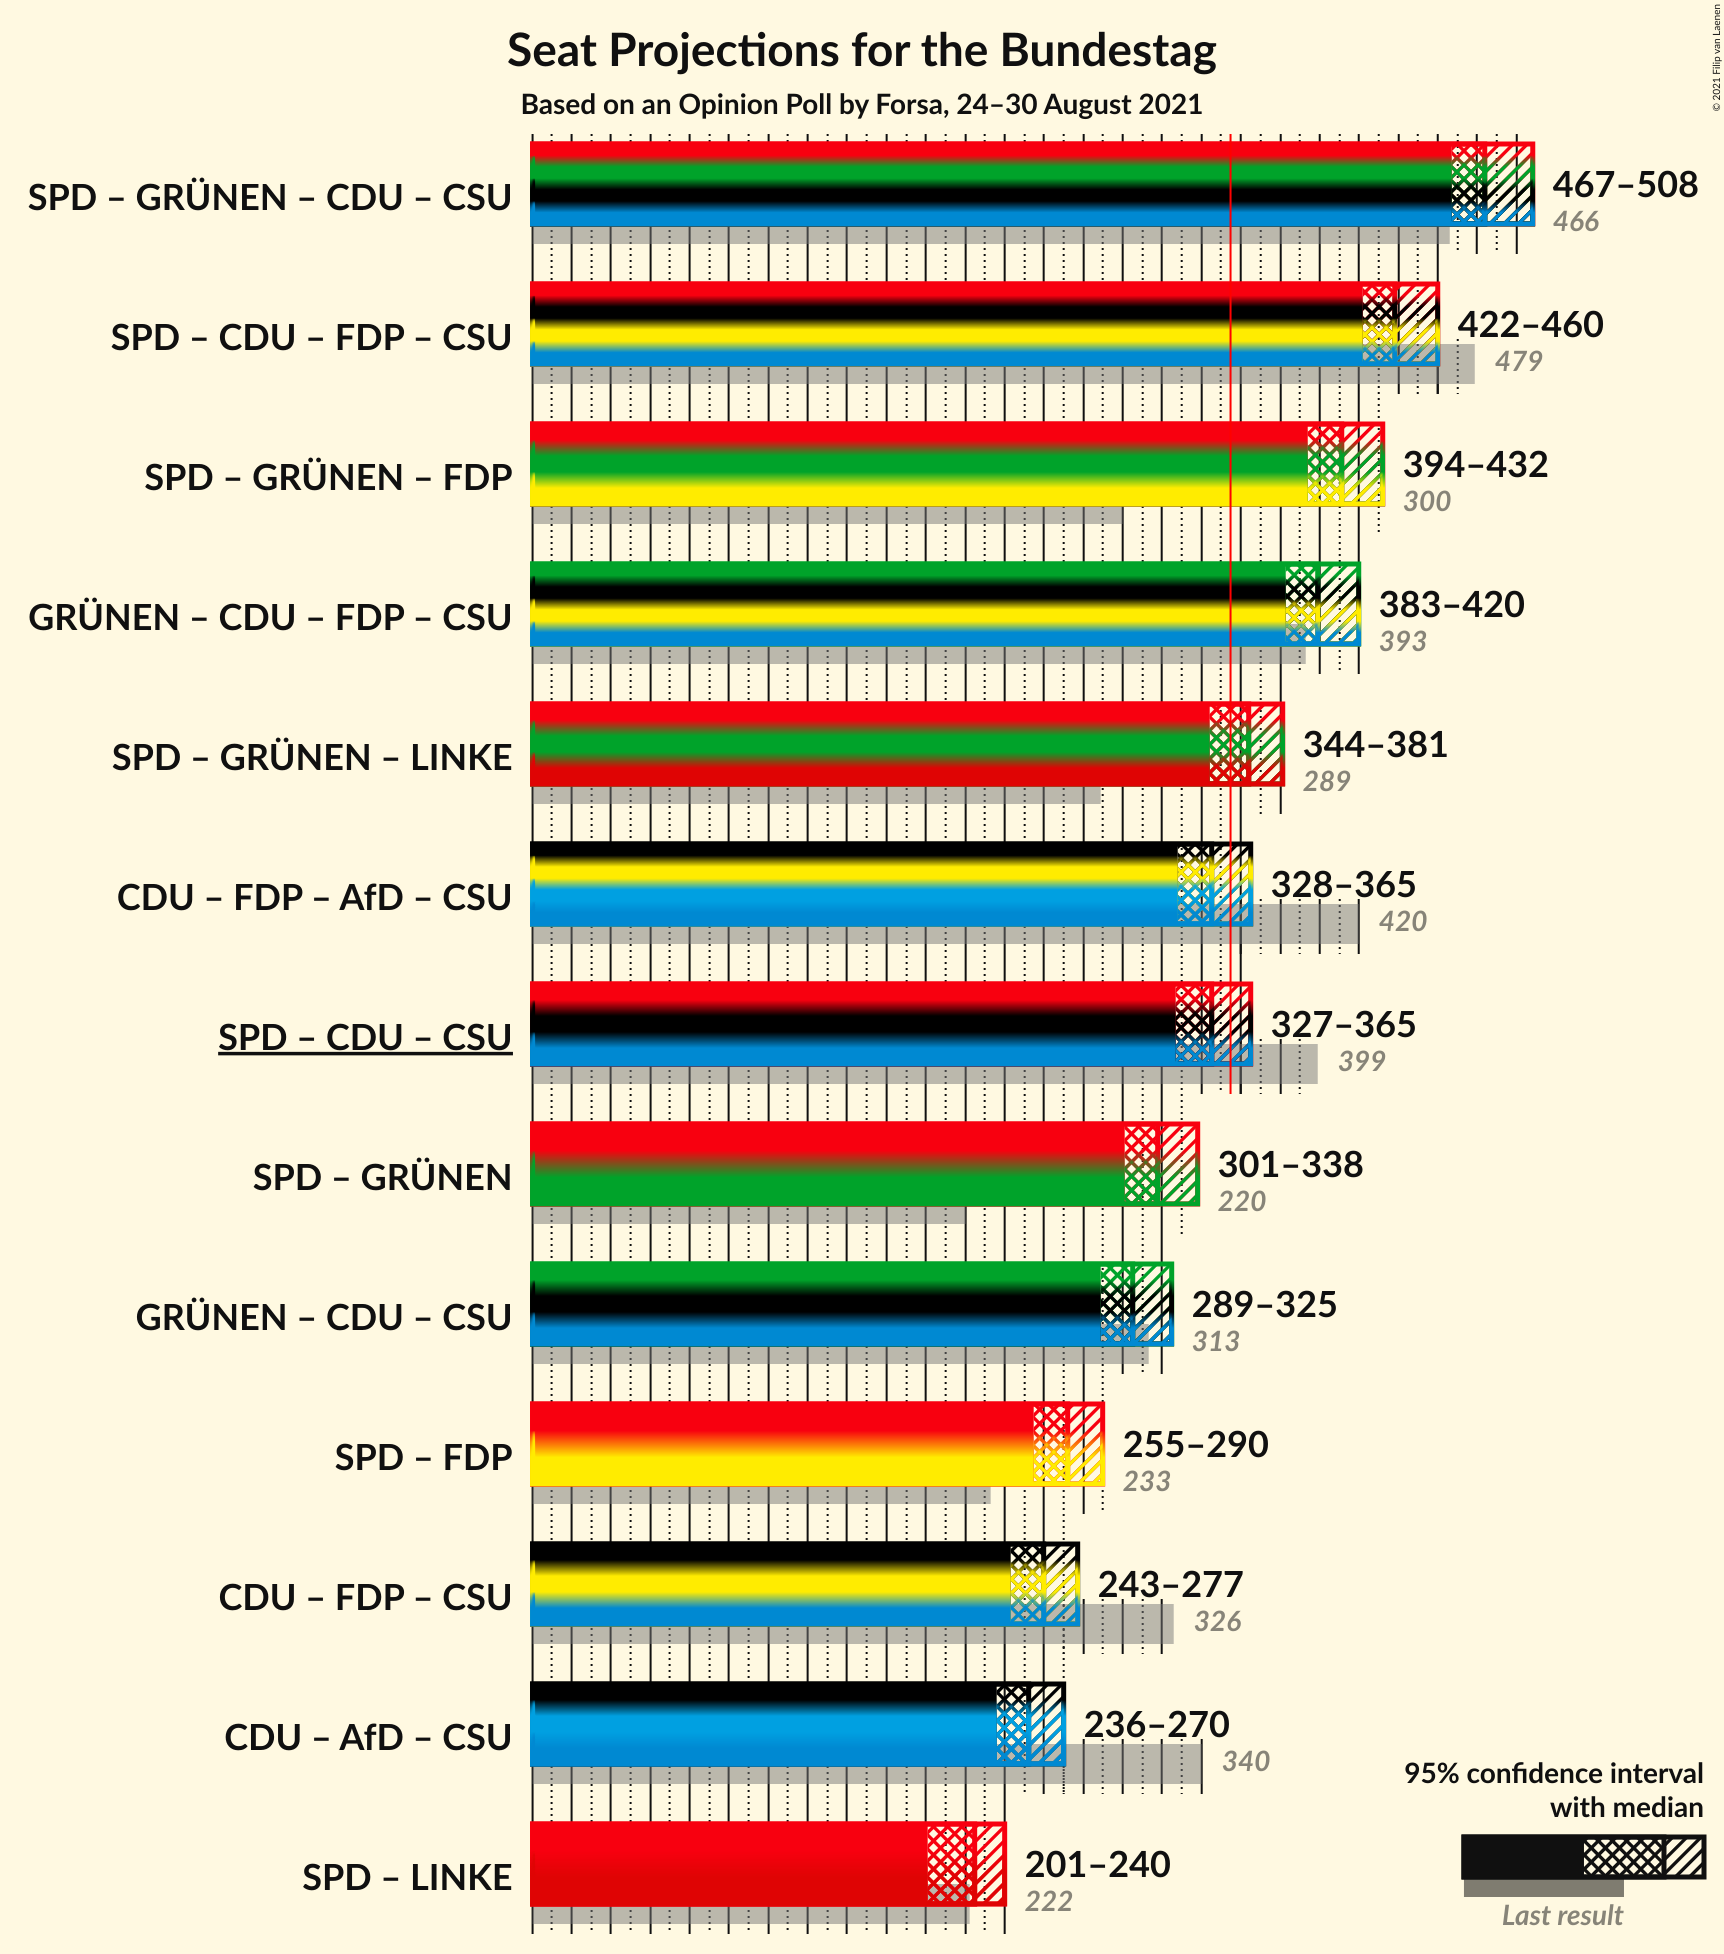 Seat Projections for the Bundestag
Based on an Opinion Poll by Forsa, 24–30 August 2021
© 2021 Filip van Laenen
SPD – GRÜNEN – CDU – CSU
467–508
466
SPD – CDU – FDP – CSU
422–460
479
SPD – GRÜNEN – FDP
394–432
300
GRÜNEN – CDU – FDP – CSU
383–420
393
SPD – GRÜNEN – LINKE
344–381
289
CDU – FDP – AfD – CSU
328–365
420
SPD – CDU – CSU
327–365
399
SPD – GRÜNEN
301–338
220
GRÜNEN – CDU – CSU
289–325
313
SPD – FDP
255–290
233
CDU – FDP – CSU
243–277
326
CDU – AfD – CSU
236–270
340
SPD – LINKE
201–240
222
95% confidence interval
with median
Last result